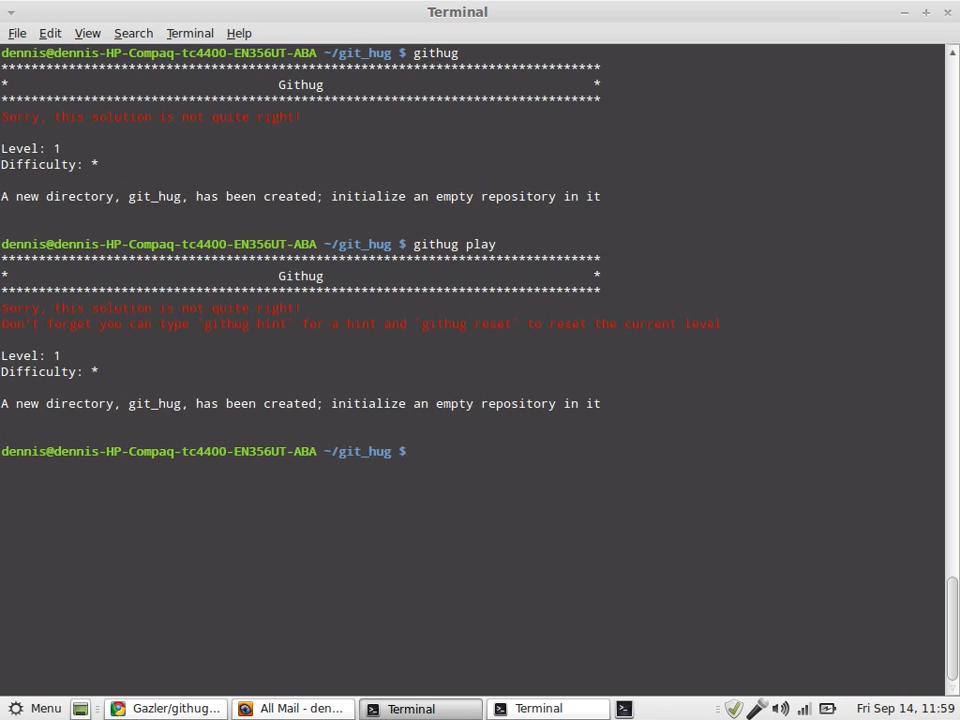 Terminal
File Edit View Search Terminal Help
dennis@dennis-HP-Compaq-tc4400-EN356UT-ABA ~/git_hug $ githug
********************************************************************************
* Githug *
********************************************************************************
Sorry, this solution is not quite right!
Level: 1
Difficulty: *
A new directory, git_hug, has been created; initialize an empty repository in it
dennis@dennis-HP-Compaq-tc4400-EN356UT-ABA ~/git_hug $ githug play
********************************************************************************
* Githug *
********************************************************************************
Sorry, this solution is not quite right!
Don't forget you can type `githug hint` for a hint and `githug reset` to reset the current level
Level: 1
Difficulty: *
A new directory, git_hug, has been created; initialize an empty repository in it
dennis@dennis-HP-Compaq-tc4400-EN356UT-ABA ~/git_hug $
Menu Gazler/githug... All Mail - den... Terminal Terminal Fri Sep 14, 11:59